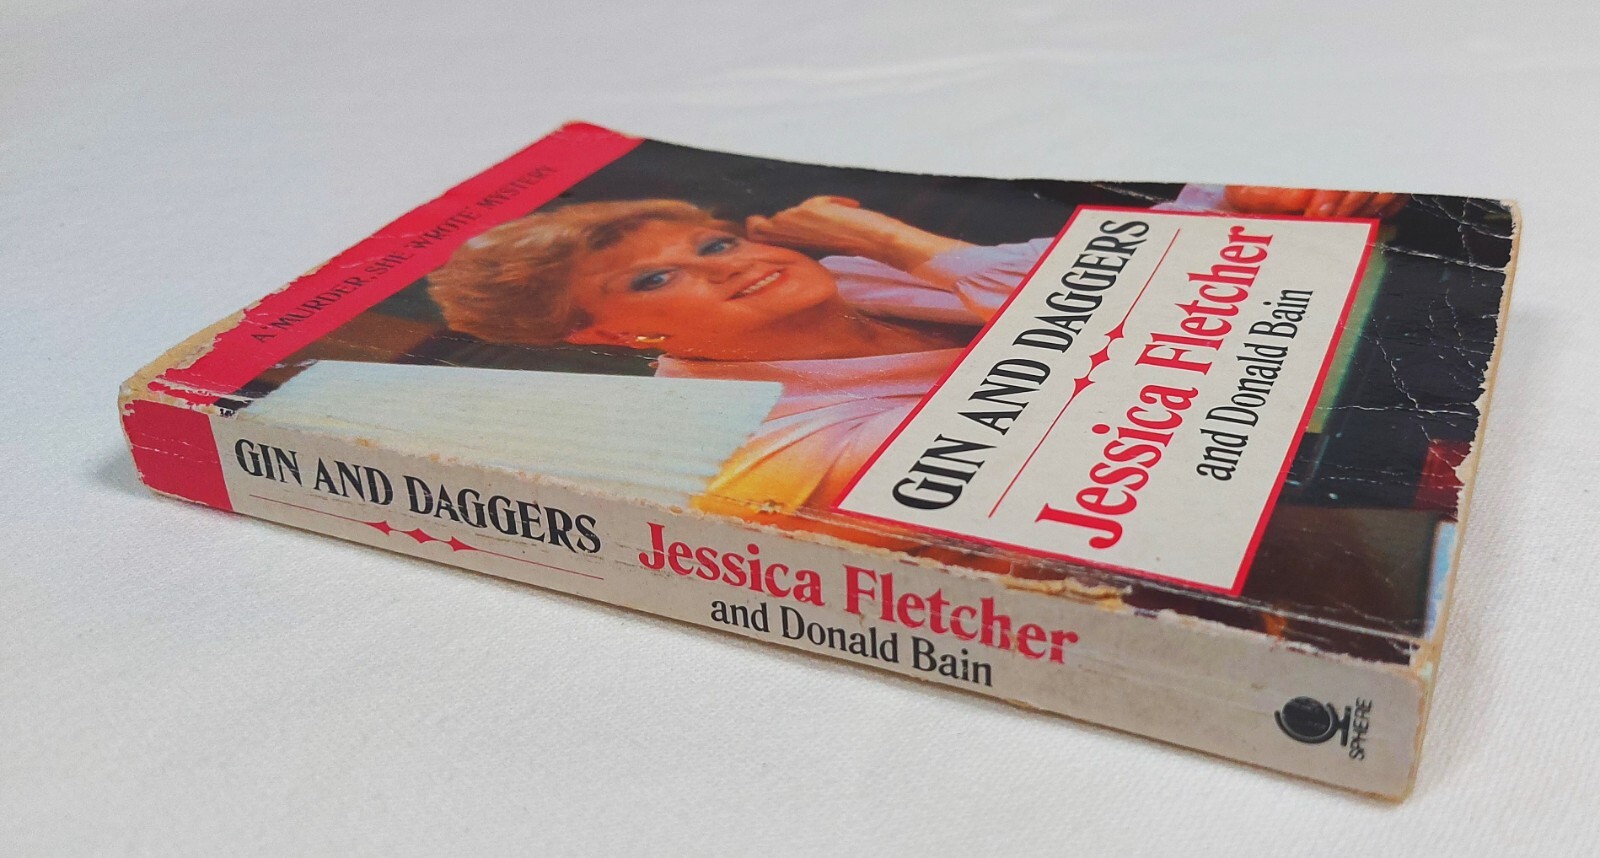 A 'MURDER, SHE WROTE' MYSTERY
GIN AND DAGGERS
Jessica Fletcher
and Donald Bain
GIN AND DAGGERS
Jessica Fletcher
and Donald Bain
SPHERE